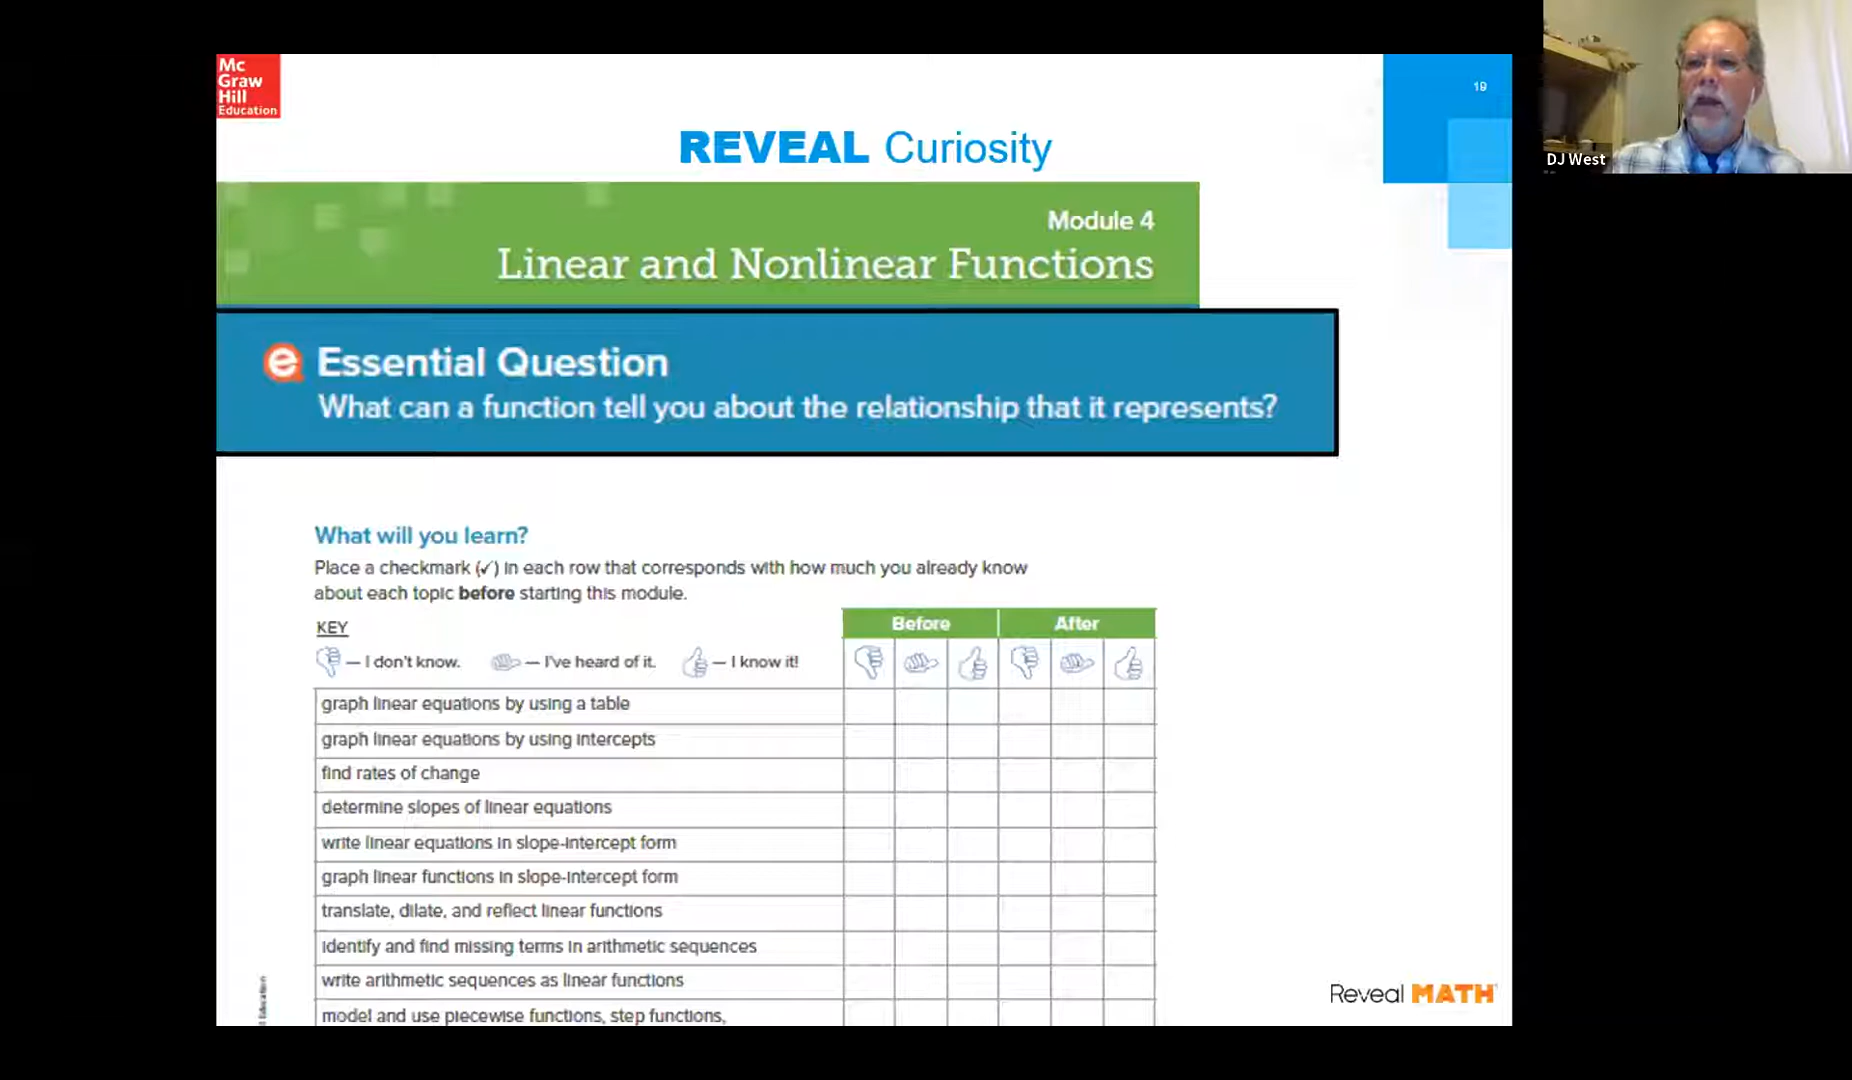 Mc
Graw
Hill
Education
19
DJ West
REVEAL Curiosity
Module 4
Linear and Nonlinear Functions
e Essential Question
What can a function tell you about the relationship that it represents?
What will you learn?
Place a checkmark (✓) in each row that corresponds with how much you already know
about each topic before starting this module.
KEY
— I don't know. — I've heard of it. — I know it!
Before After
graph linear equations by using a table
graph linear equations by using intercepts
find rates of change
determine slopes of linear equations
write linear equations in slope-intercept form
graph linear functions in slope-intercept form
translate, dilate, and reflect linear functions
identify and find missing terms in arithmetic sequences
write arithmetic sequences as linear functions
model and use piecewise functions, step functions,
Education
Reveal MATH